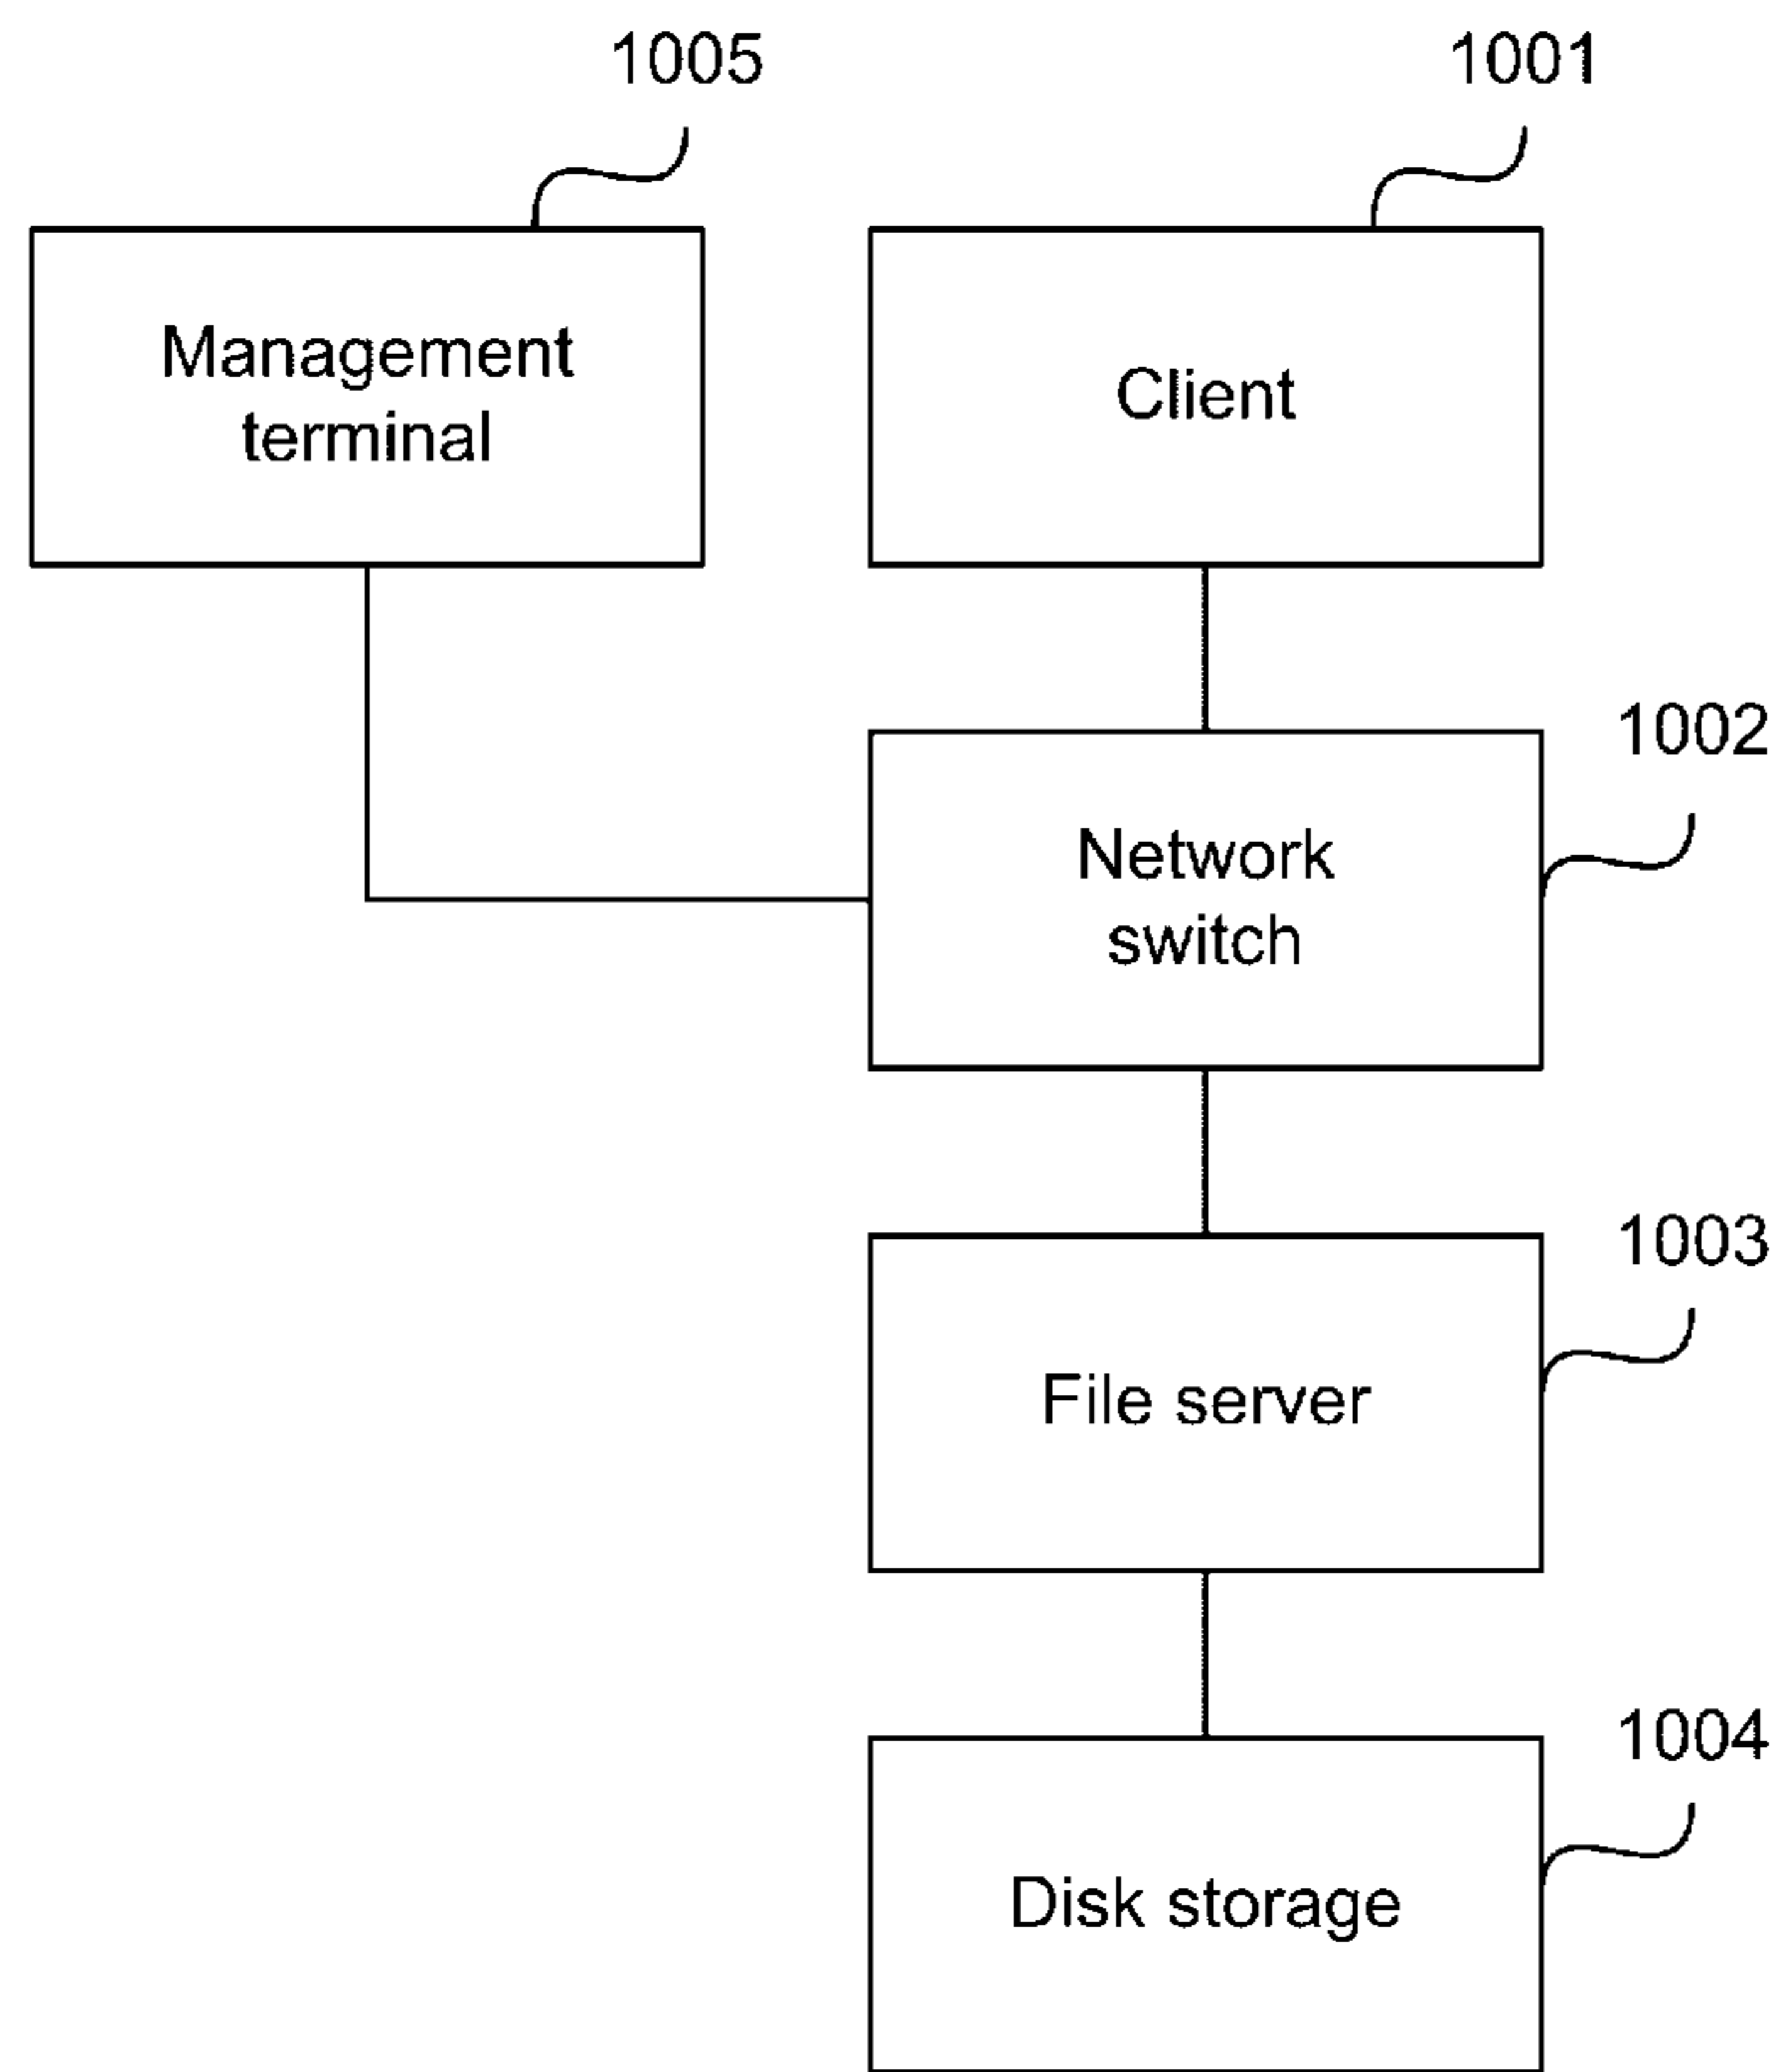 1005
1001
Management
terminal
Client
1002
Network
switch
1003
File server
1004
Disk storage